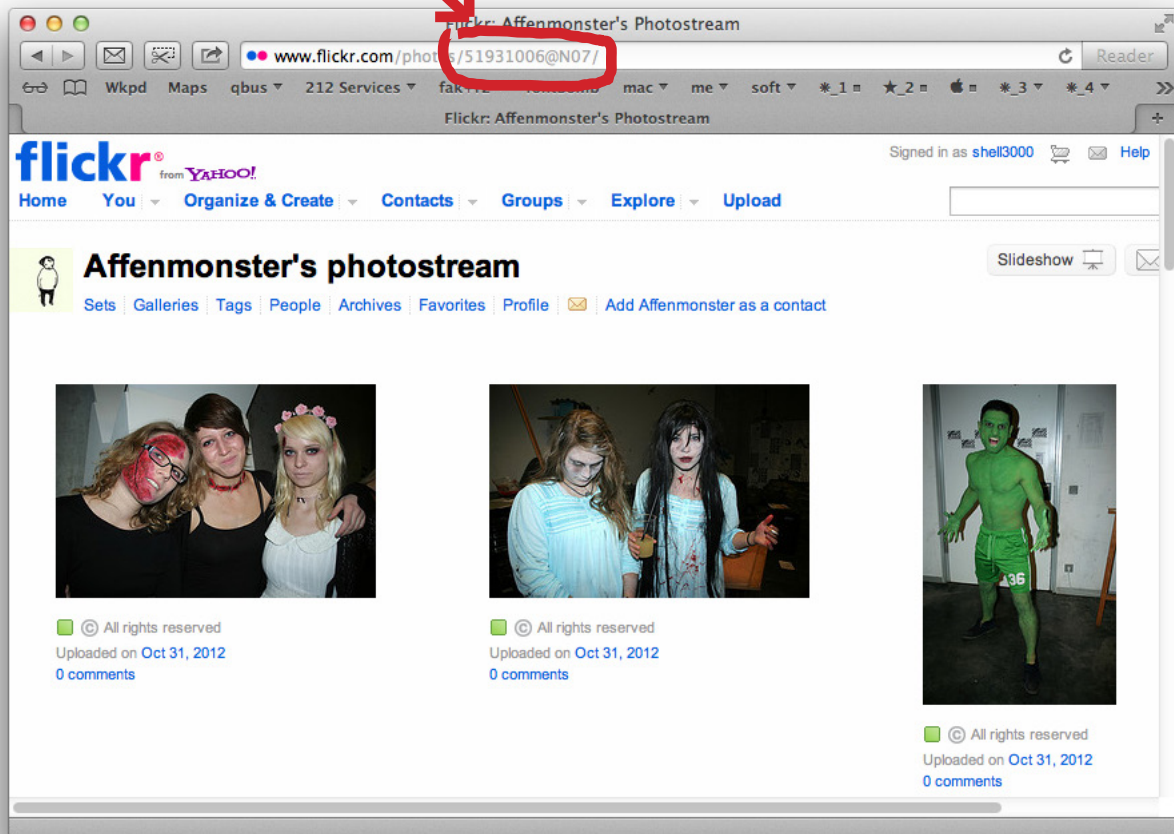 Flickr: Affenmonster's Photostream
www.flickr.com/photos/51931006@N07/
Reader
Wkpd Maps qbus 212 Services mac me soft *_1 ★_2 *_3 *_4
Flickr: Affenmonster's Photostream
flickr® from YAHOO!
Signed in as shell3000 Help
Home You Organize & Create Contacts Groups Explore Upload
Affenmonster's photostream
Slideshow
Sets Galleries Tags People Archives Favorites Profile Add Affenmonster as a contact
36
© All rights reserved
Uploaded on Oct 31, 2012
0 comments
© All rights reserved
Uploaded on Oct 31, 2012
0 comments
© All rights reserved
Uploaded on Oct 31, 2012
0 comments